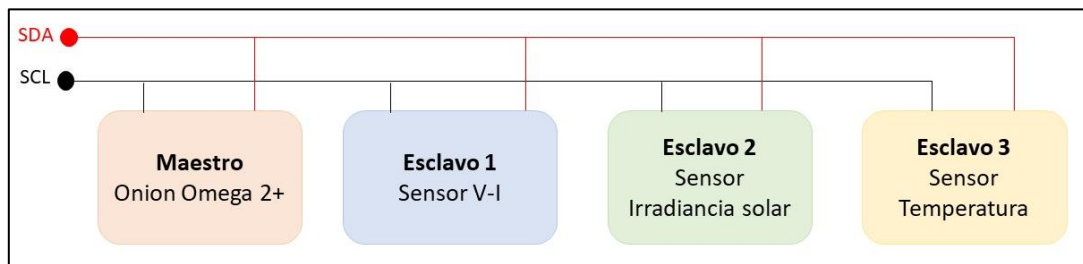 SDA
SCL
Maestro
Onion Omega 2+
Esclavo 1
Sensor V-I
Esclavo 2
Sensor
Irradiancia solar
Esclavo 3
Sensor
Temperatura